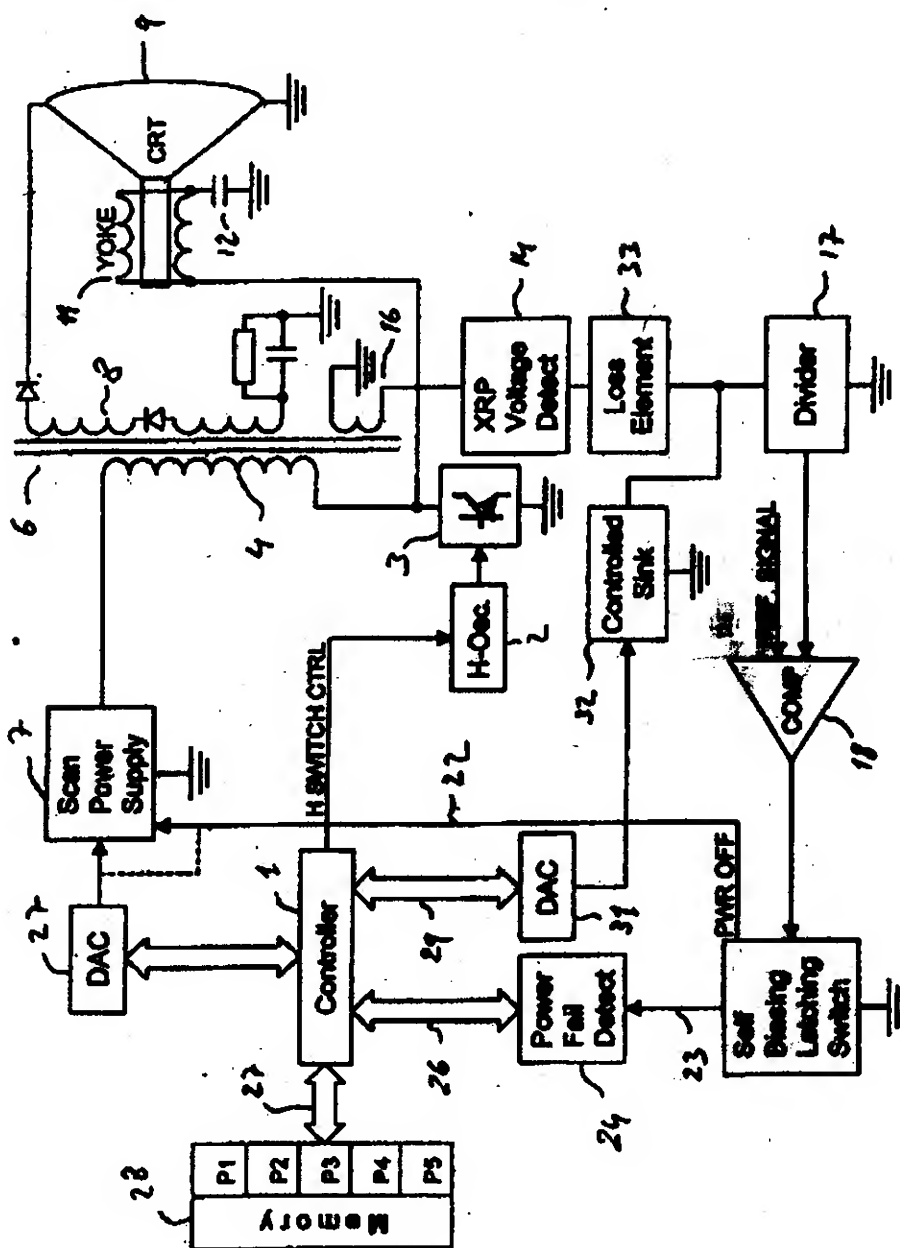 9
CRT
YOKE
11
12
8
6
4
16
XRP
Voltage
Detect
14
Loss
Element
33
Divider
17
3
H-Osc.
2
Controlled
Sink
32
SIGNAL
COMP
18
7
Scan
Power
Supply
H SWITCH CTRL
22
27
DAC
1
Controller
29
DAC
31
PWR OFF
26
Power
Fail
Detect
24
23
Self
Biasing
Latching
Switch
27
28
Memory
P1
P2
P3
P4
P5